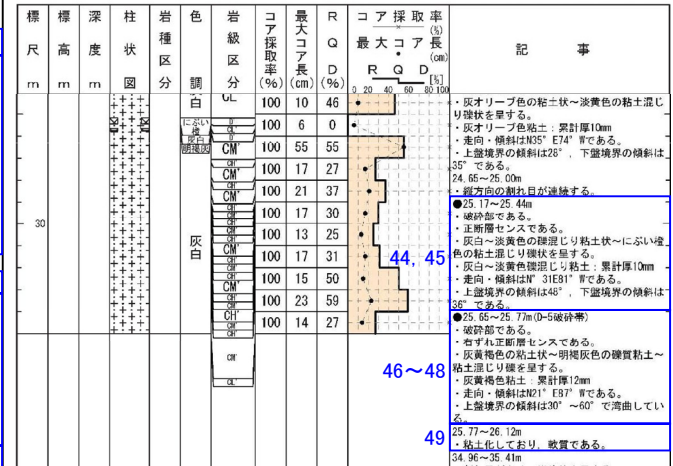 標尺m
標高m
深度m
柱状図
岩種区分
色調
岩級区分
コア採取率(%)
最大コア長(cm)
RQD(%)
コア採取率(%)
最大コア長(cm)
RQD[%]
0 20 40 60 80 100
記事
白 CL 100 10 46
にぶい橙 D' CL' 100 6 0
灰白 D'
明褐灰 CM' 100 55 55
CH' CM' 100 17 27
100 21 37
30
100 17 30
灰白
100 13 25
100 17 31
CM' 100 15 50
CM' 100 23 59
CH' 100 14 27
CM'
CL'
・灰オリーブ色の粘土状~淡黄色の粘土混じ
り礫状を呈する。
・灰オリーブ色粘土:累計厚10mm
・走向・傾斜はN35°E74°Wである。
・上盤境界の傾斜は28°, 下盤境界の傾斜は
35°である。
24.65~25.00m
・縦方向の割れ目が連続する。
●25.17~25.44m
・破砕部である。
・正断層センスである。
・灰白~淡黄色の礫混じり粘土状~にぶい橙
色の粘土混じり礫状を呈する。
・灰白~淡黄色礫混じり粘土:累計厚10mm
・走向・傾斜はN°31E81°Wである。
・上盤境界の傾斜は48°, 下盤境界の傾斜は
36°である。
44, 45
●25.65~25.77m(D-5破砕帯)
・破砕部である。
・右ずれ正断層センスである。
・灰黄褐色の粘土状~明褐灰色の礫質粘土~
粘土混じり礫を呈する。
・灰黄褐色粘土:累計厚12mm
・走向・傾斜はN21°E87°Wである。
・上盤境界の傾斜は30°~60°で湾曲してい
る。
46~48
25.77~26.12m
・粘土化しており, 軟質である。
49
34.96~35.41m